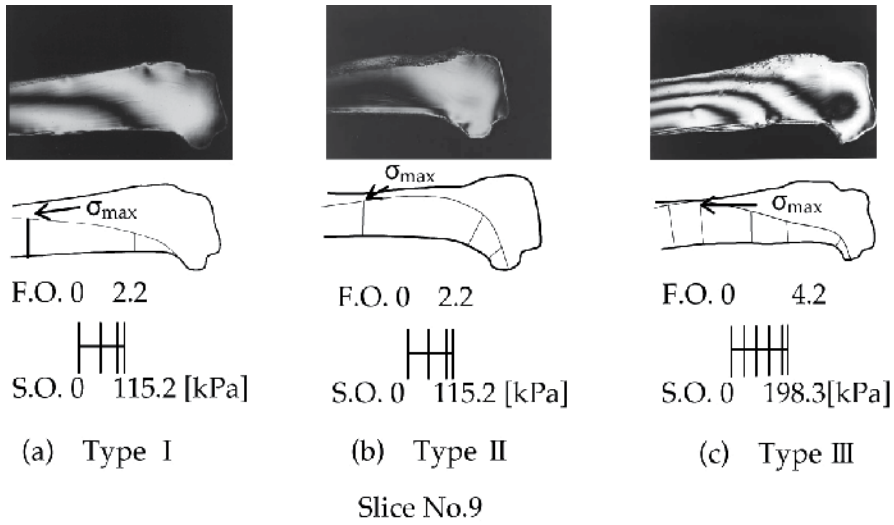 σmax
F.O. 0 2.2
S.O. 0 115.2 [kPa]
(a) Type I
σmax
F.O. 0 2.2
S.O. 0 115.2 [kPa]
(b) Type II
σmax
F.O. 0 4.2
S.O. 0 198.3[kPa]
(c) Type III
Slice No.9